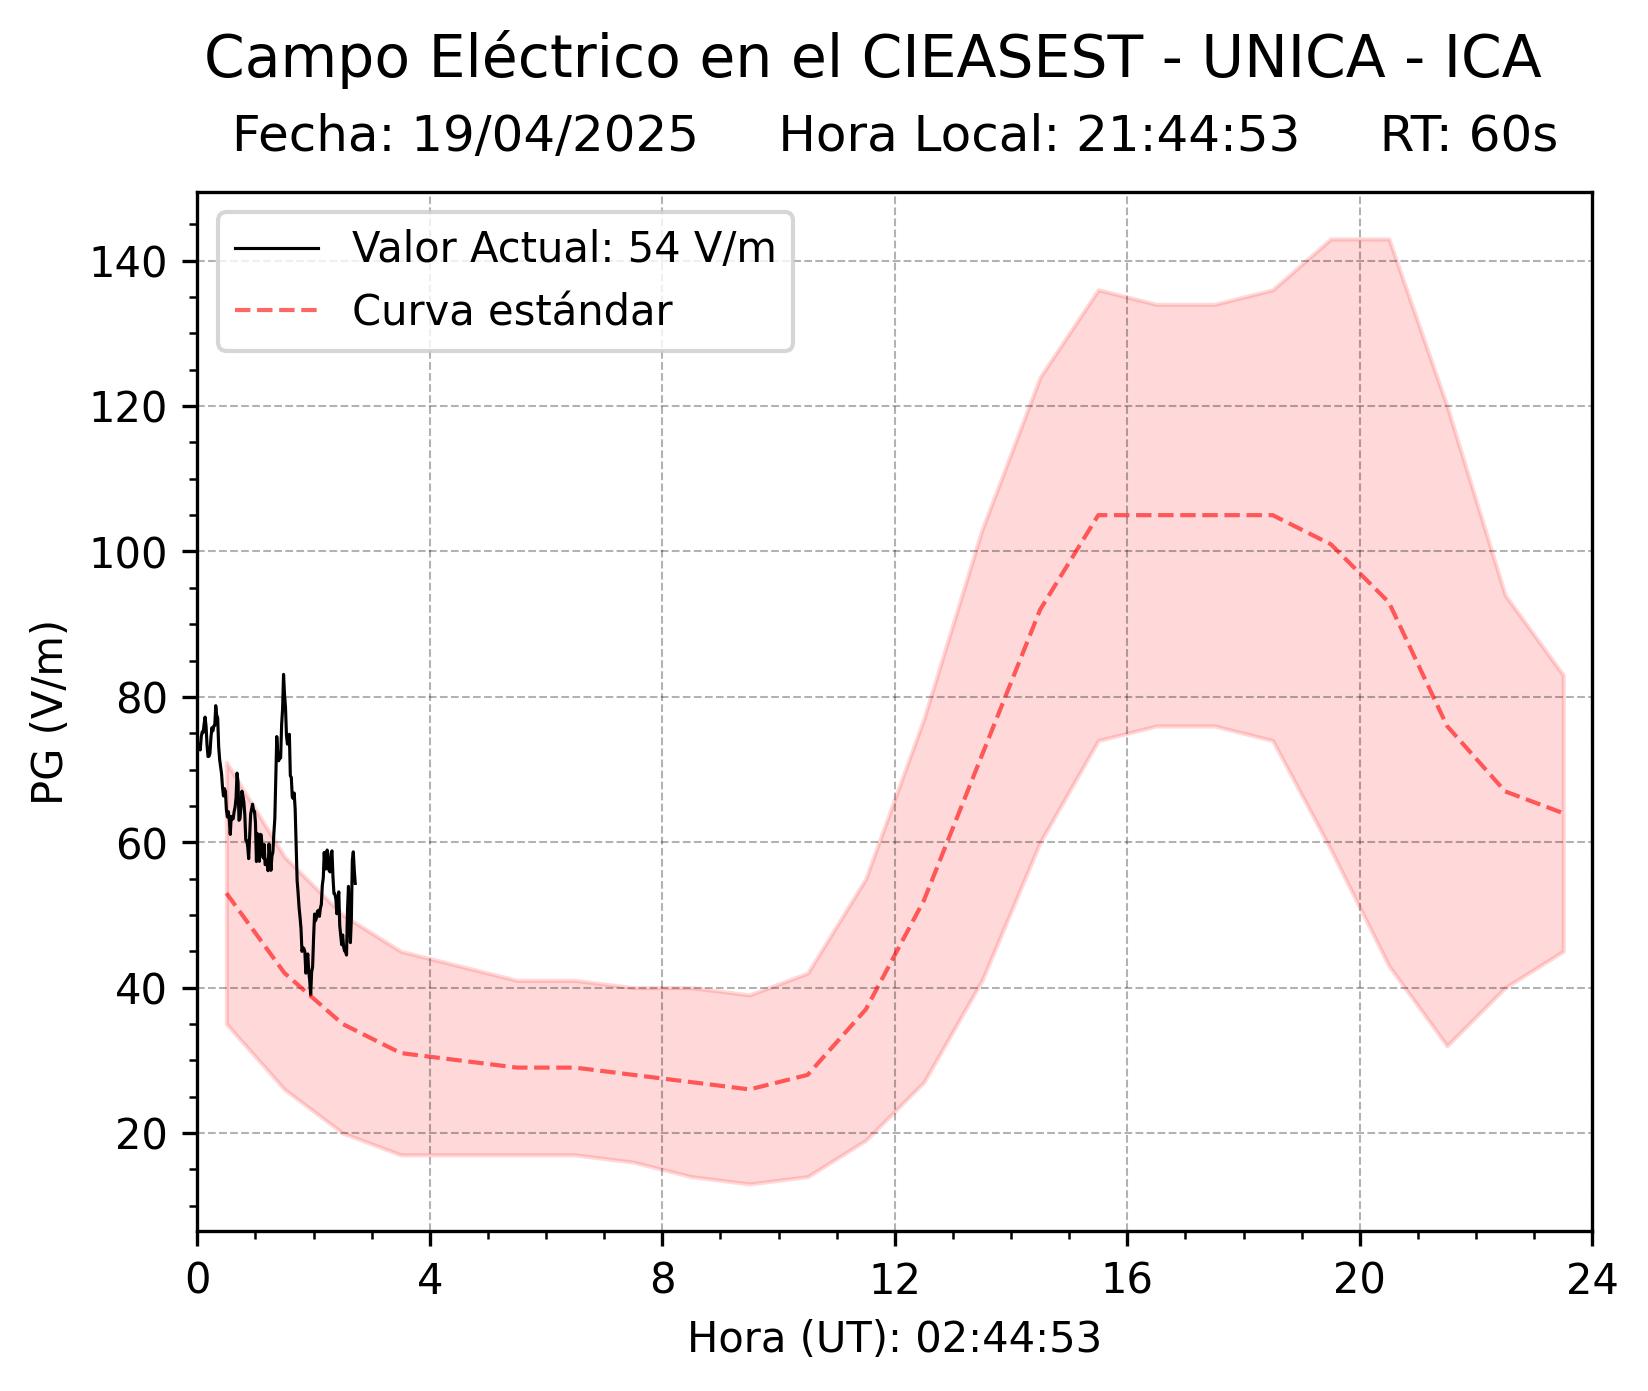 Campo Eléctrico en el CIEASEST - UNICA - ICA
Fecha: 19/04/2025 Hora Local: 21:44:53 RT: 60s
Valor Actual: 54 V/m
Curva estándar
PG (V/m)
140
120
100
80
60
40
20
0 4 8 12 16 20 24
Hora (UT): 02:44:53